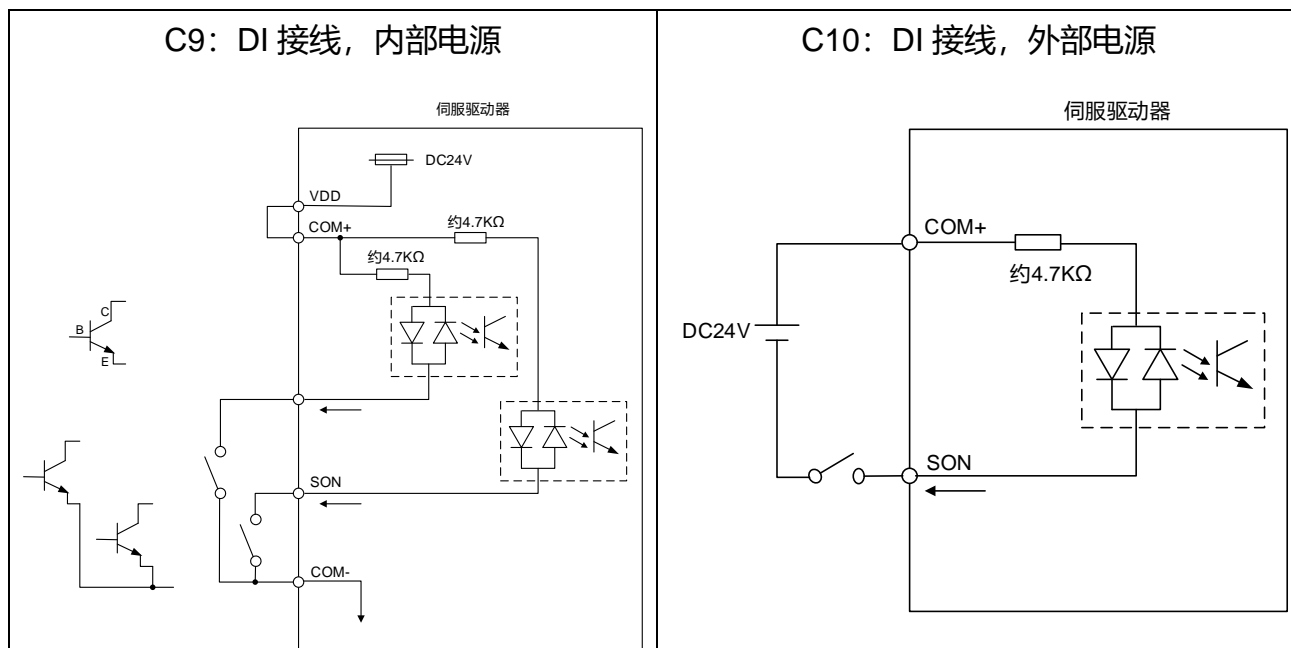 C9：DI 接线，内部电源
伺服驱动器
DC24V
VDD
COM+
约4.7KΩ
约4.7KΩ
C
B
E
SON
COM-
C10：DI 接线，外部电源
伺服驱动器
COM+
约4.7KΩ
DC24V
SON